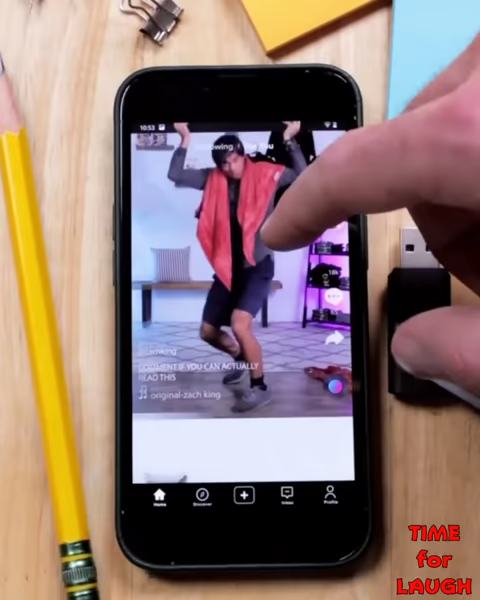 10:53
Following For You
18k
COMMENT IF YOU CAN ACTUALLY
READ THIS
original-zach king
Home
Discover
Inbox
Profile
TIME
for
LAUGH